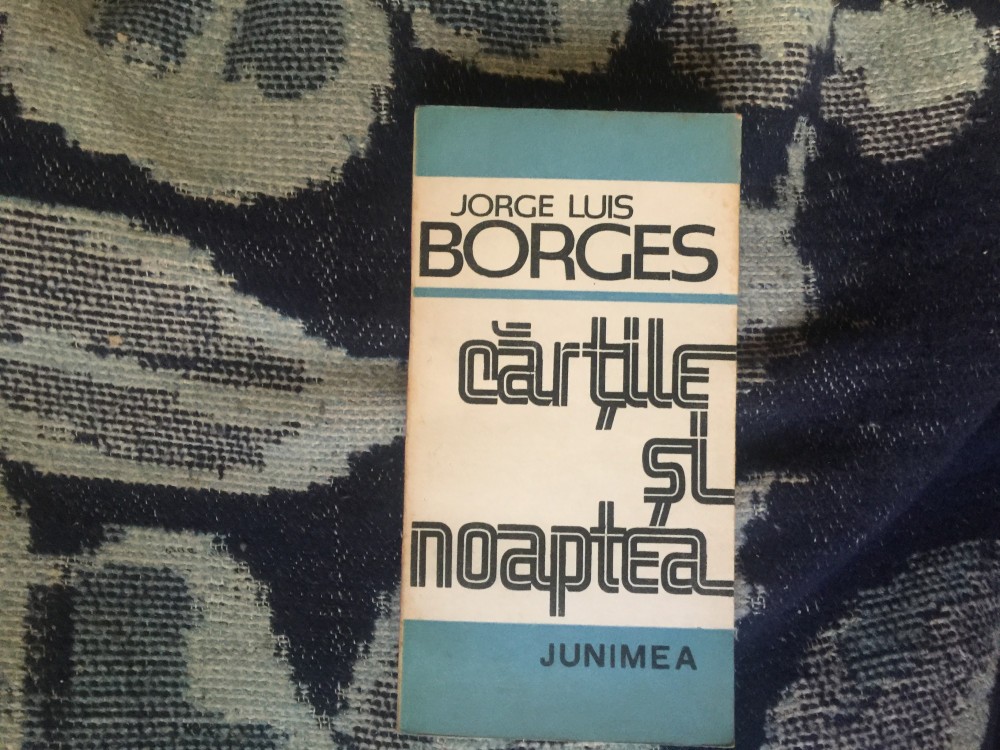 JORGE LUIS
BORGES
cărțile
și
noaptea
JUNIMEA